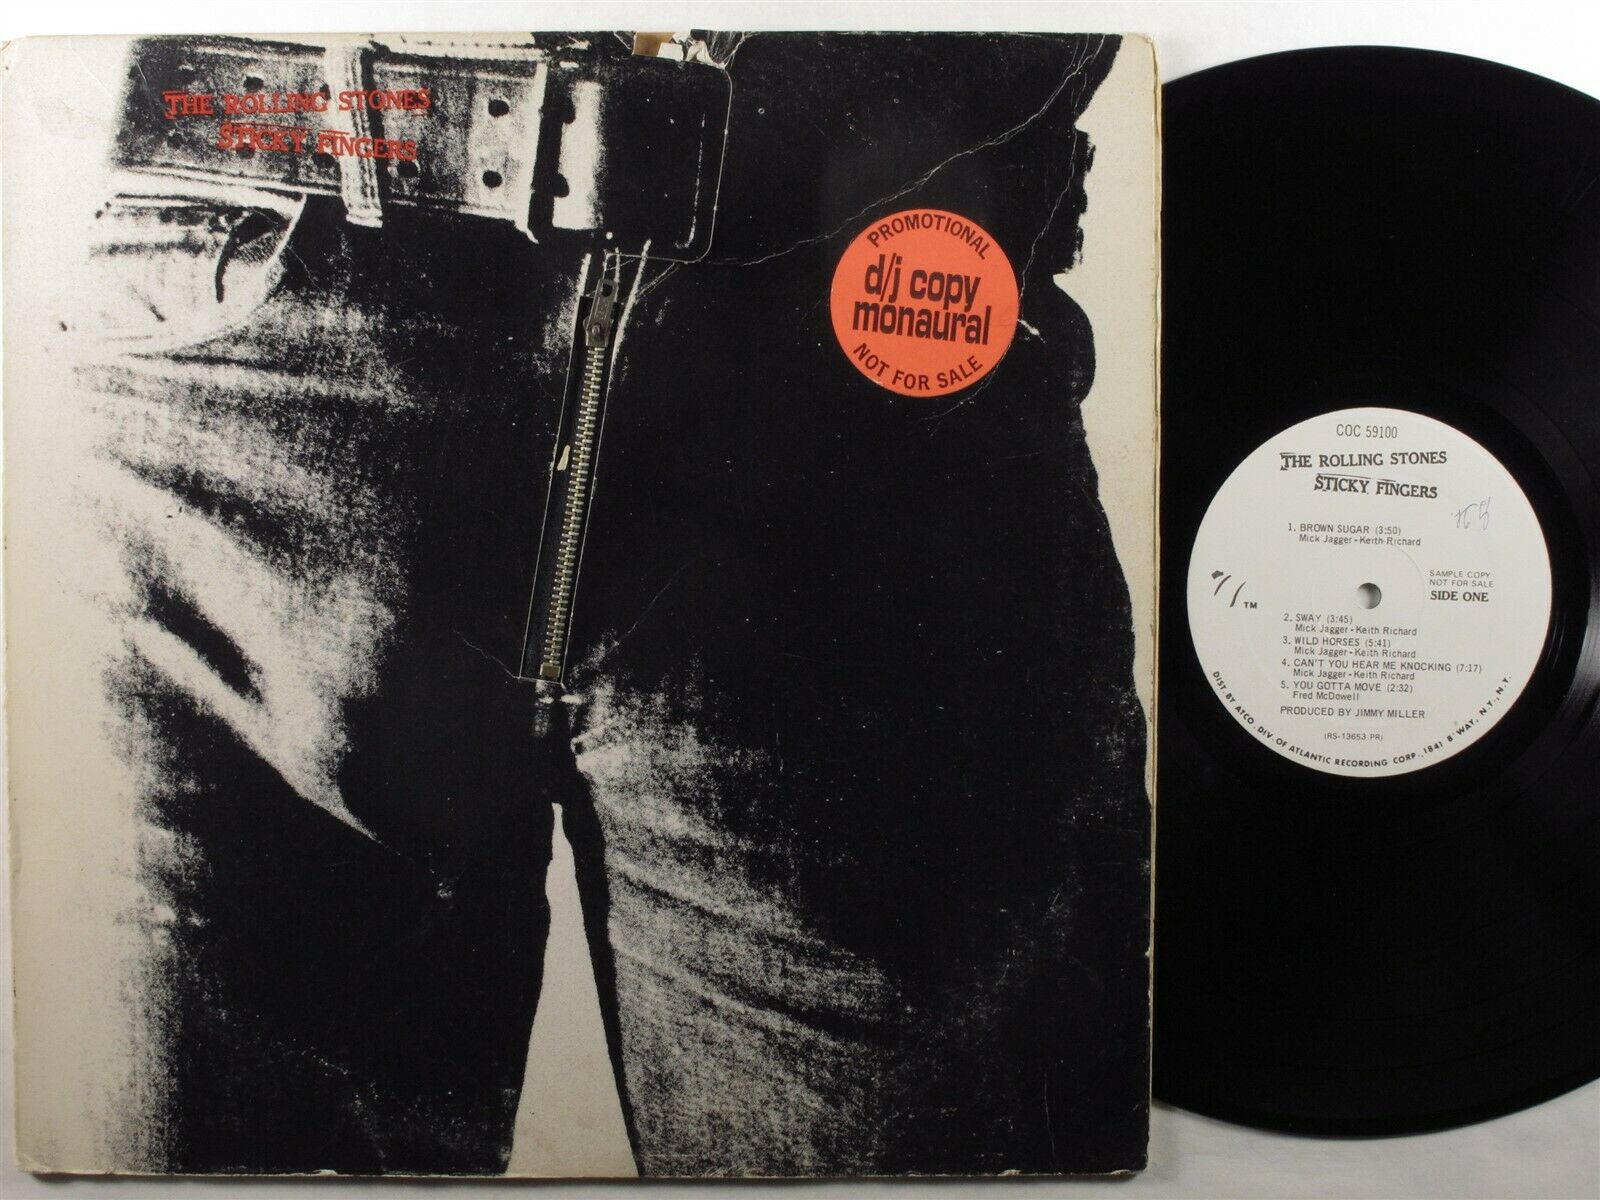 THE ROLLING STONES
STICKY FINGERS
PROMOTIONAL
d/j copy
monaural
NOT FOR SALE
COC 59100
THE ROLLING STONES
STICKY FINGERS
1. BROWN SUGAR (3:50)
Mick Jagger - Keith Richard
SAMPLE COPY
NOT FOR SALE
SIDE ONE
TM
2. SWAY (3:45)
Mick Jagger - Keith Richard
3. WILD HORSES (5:41)
Mick Jagger - Keith Richard
4. CAN'T YOU HEAR ME KNOCKING (7:17)
Mick Jagger - Keith Richard
5. YOU GOTTA MOVE (2:32)
Fred McDowell
PRODUCED BY JIMMY MILLER
(RS-13653 PR)
DIST BY ATCO, DIV. OF ATLANTIC RECORDING CORP., 1841 B'WAY, N.Y., N.Y.